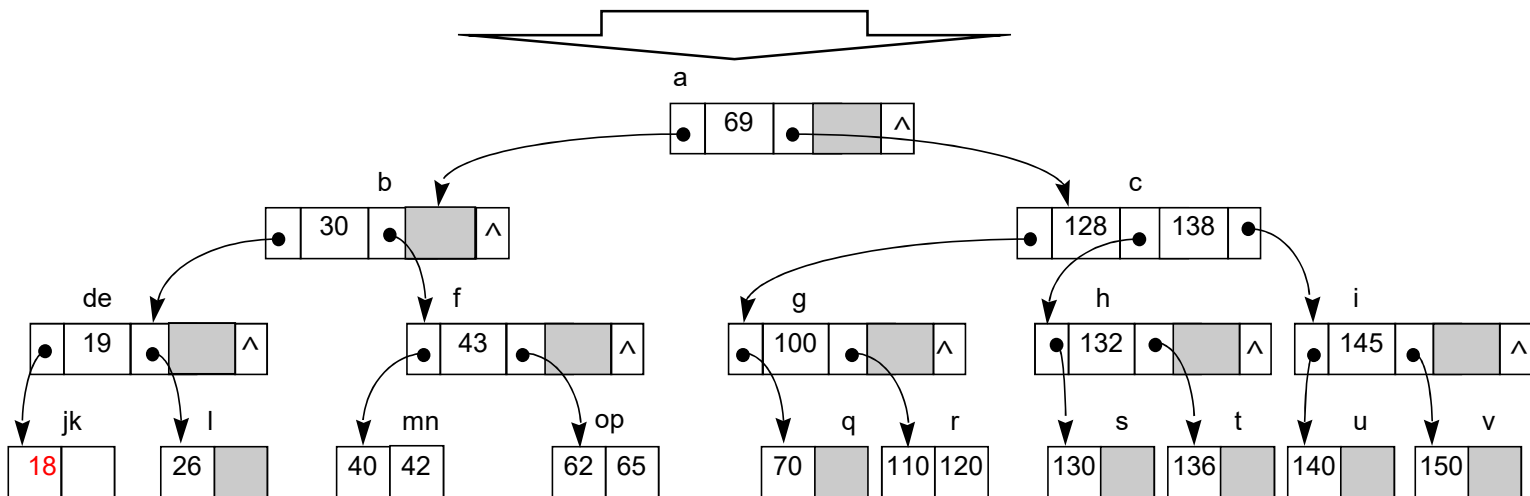 a
69 ^
b c
30 ^ 128 138
de f g h i
19 ^ 43 ^ 100 ^ 132 ^ 145 ^
jk l mn op q r s t u v
18 26 40 42 62 65 70 110 120 130 136 140 150